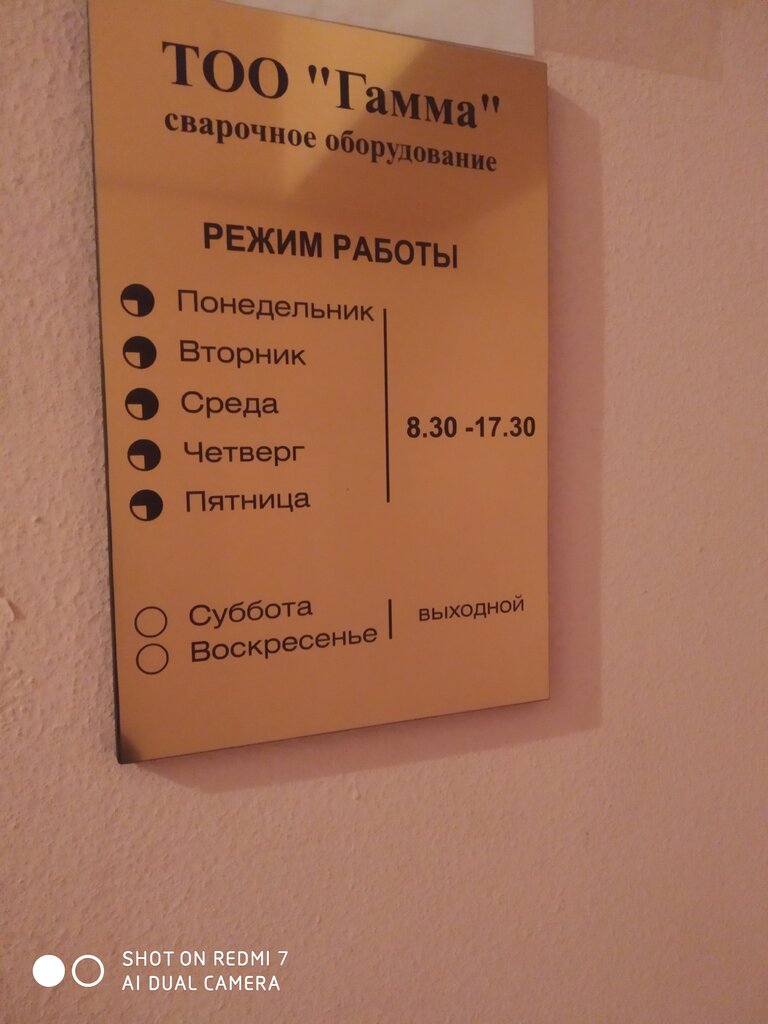 ТОО "Гамма"
сварочное оборудование
РЕЖИМ РАБОТЫ
Понедельник
Вторник
Среда
Четверг
Пятница
8.30 -17.30
Суббота
Воскресенье
выходной
SHOT ON REDMI 7
AI DUAL CAMERA